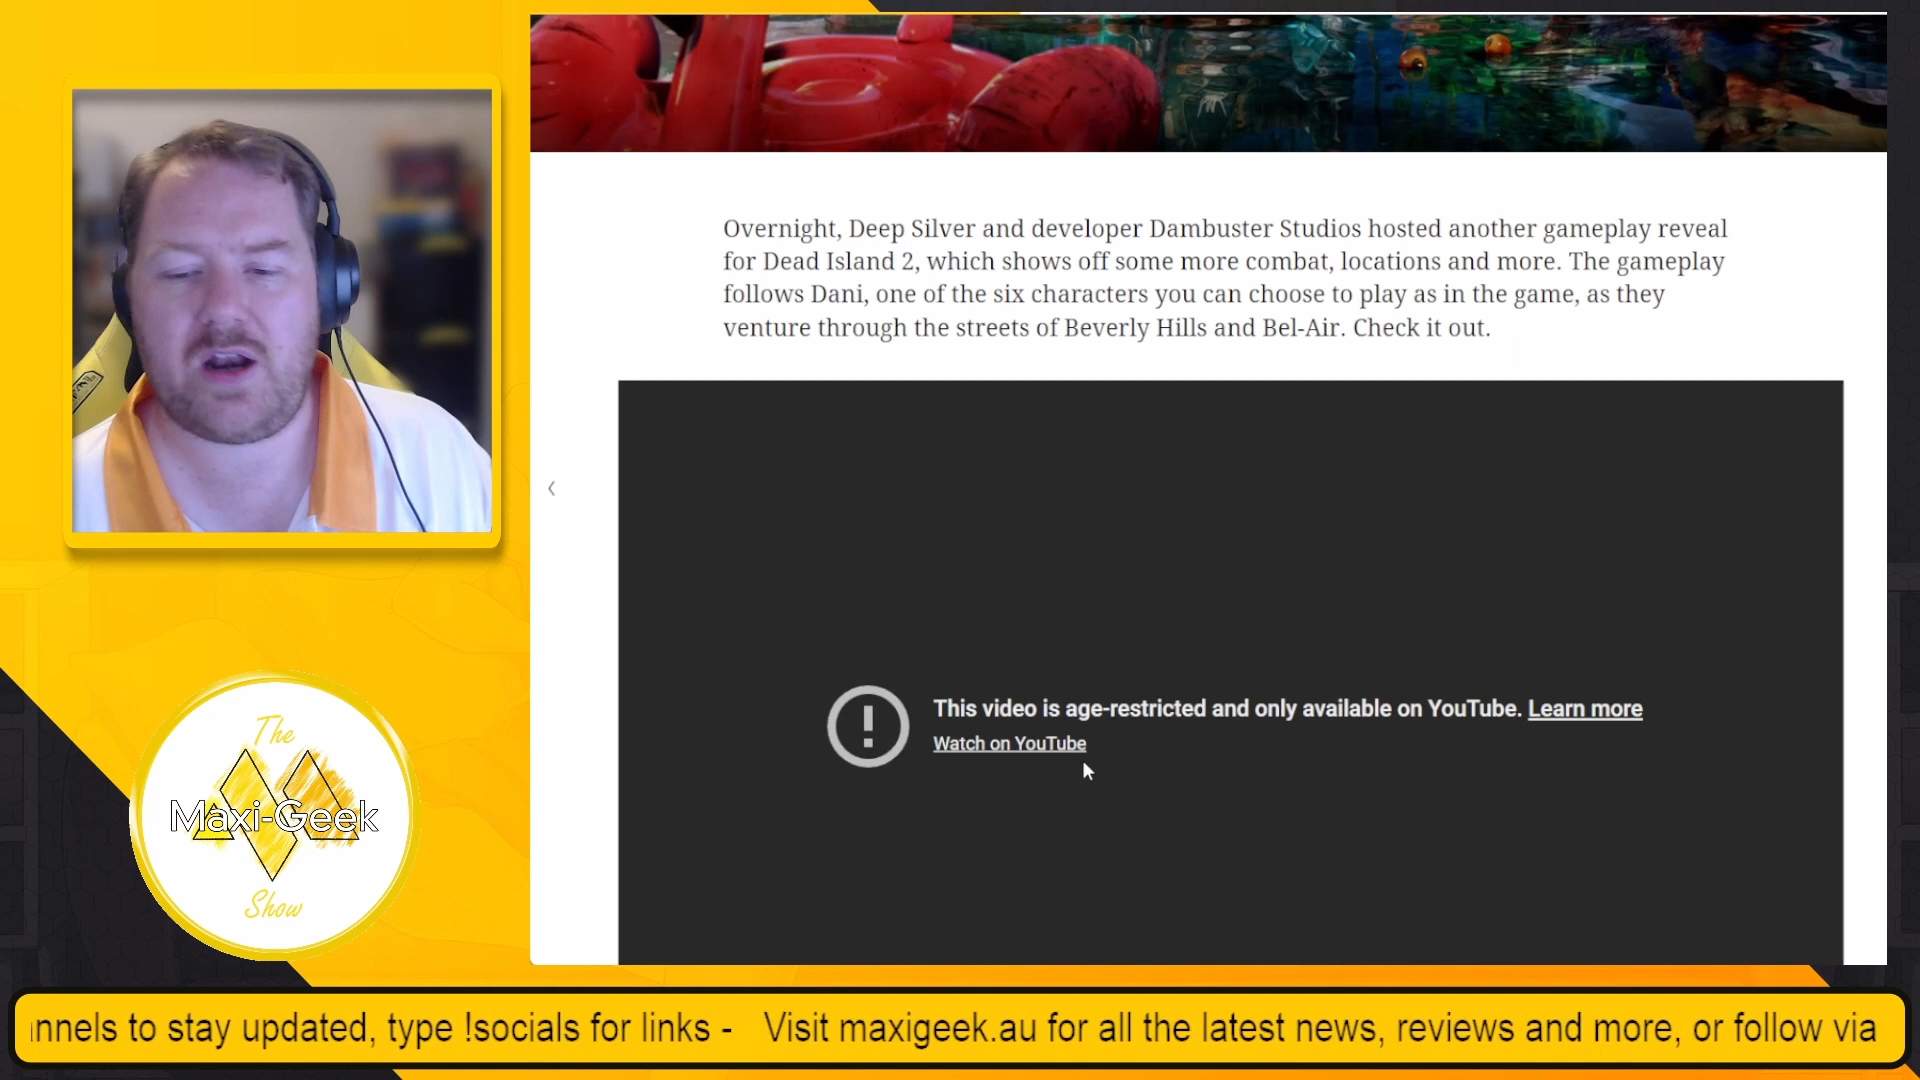 Overnight, Deep Silver and developer Dambuster Studios hosted another gameplay reveal
for Dead Island 2, which shows off some more combat, locations and more. The gameplay
follows Dani, one of the six characters you can choose to play as in the game, as they
venture through the streets of Beverly Hills and Bel-Air. Check it out.
This video is age-restricted and only available on YouTube. Learn more
Watch on YouTube
The
Maxi-Geek
Show
to stay updated, type !socials for links - Visit maxigeek.au for all the latest news, reviews and more, or follow via